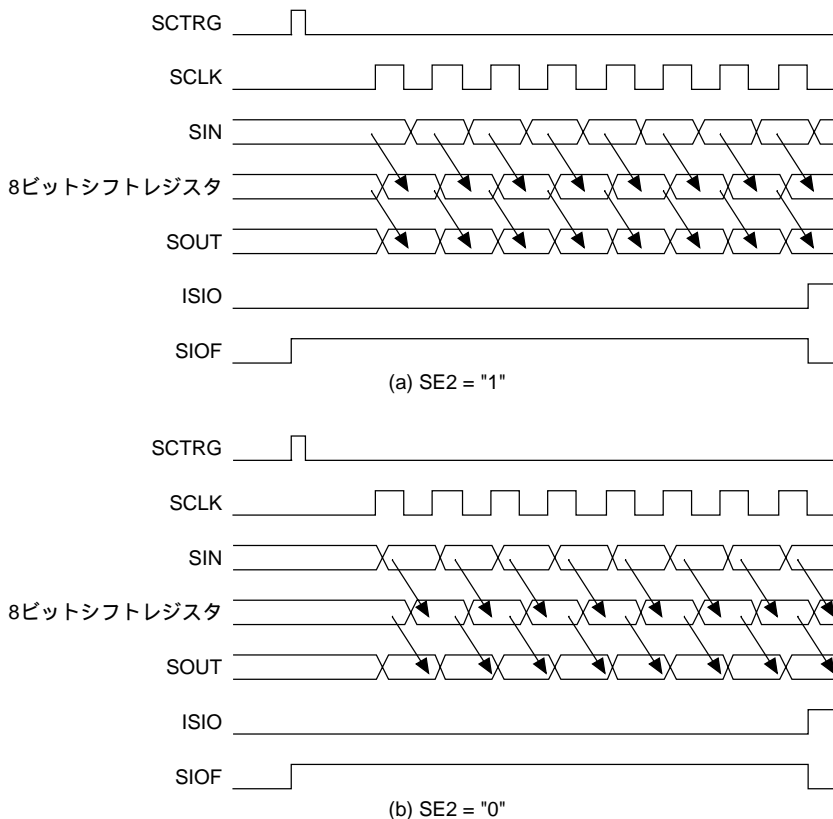 SCTRG
SCLK
SIN
8ビットシフトレジスタ
SOUT
ISIO
SIOF
(a) SE2 = "1"
SCTRG
SCLK
SIN
8ビットシフトレジスタ
SOUT
ISIO
SIOF
(b) SE2 = "0"